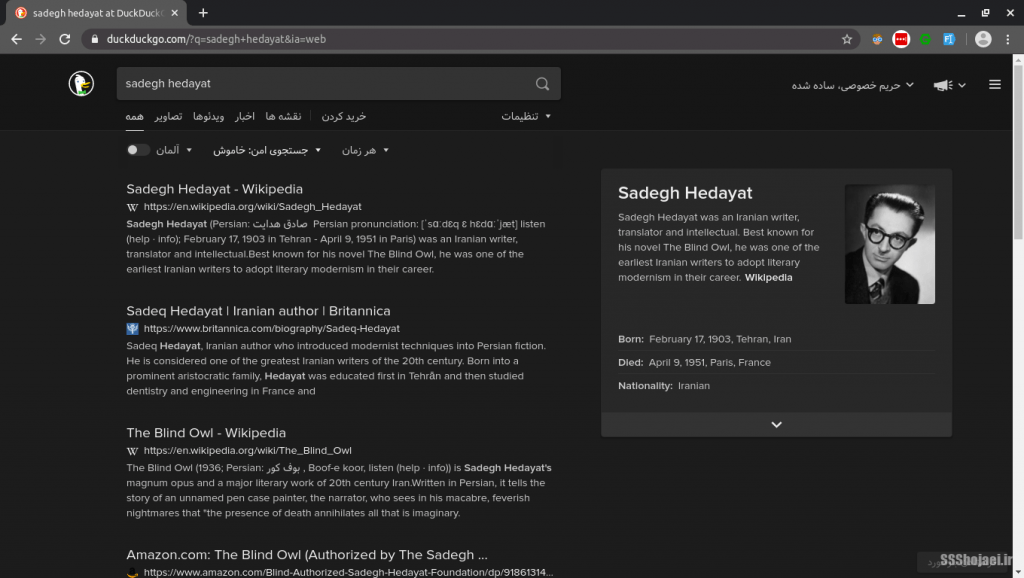 sadegh hedayat at DuckDuckG
duckduckgo.com/?q=sadegh+hedayat&ia=web
sadegh hedayat
حریم خصوصی، ساده شده
همه
تصاویر
ویدئوها
اخبار
نقشه ها
خرید کردن
تنظیمات
آلمان
جستجوی امن: خاموش
هر زمان
Sadegh Hedayat - Wikipedia
https://en.wikipedia.org/wiki/Sadegh_Hedayat
Sadegh Hedayat (Persian: صادق هدایت Persian pronunciation: [ˈsɑːdɛq ɛ hɛdɑːˈjæt] listen
(help · info); February 17, 1903 in Tehran - April 9, 1951 in Paris) was an Iranian writer,
translator and intellectual.Best known for his novel The Blind Owl, he was one of the
earliest Iranian writers to adopt literary modernism in their career.
Sadeq Hedayat | Iranian author | Britannica
https://www.britannica.com/biography/Sadeq-Hedayat
Sadeq Hedayat, Iranian author who introduced modernist techniques into Persian fiction.
He is considered one of the greatest Iranian writers of the 20th century. Born into a
prominent aristocratic family, Hedayat was educated first in Tehrān and then studied
dentistry and engineering in France and
The Blind Owl - Wikipedia
https://en.wikipedia.org/wiki/The_Blind_Owl
The Blind Owl (1936; Persian: بوف کور , Boof-e koor, listen (help · info)) is Sadegh Hedayat's
magnum opus and a major literary work of 20th century Iran.Written in Persian, it tells the
story of an unnamed pen case painter, the narrator, who sees in his macabre, feverish
nightmares that "the presence of death annihilates all that is imaginary.
Amazon.com: The Blind Owl (Authorized by The Sadegh ...
https://www.amazon.com/Blind-Authorized-Sadegh-Hedayat-Foundation/dp/91861314...
Sadegh Hedayat
Sadegh Hedayat was an Iranian writer,
translator and intellectual. Best known for
his novel The Blind Owl, he was one of the
earliest Iranian writers to adopt literary
modernism in their career. Wikipedia
Born: February 17, 1903, Tehran, Iran
Died: April 9, 1951, Paris, France
Nationality: Iranian
SSShojaei.ir